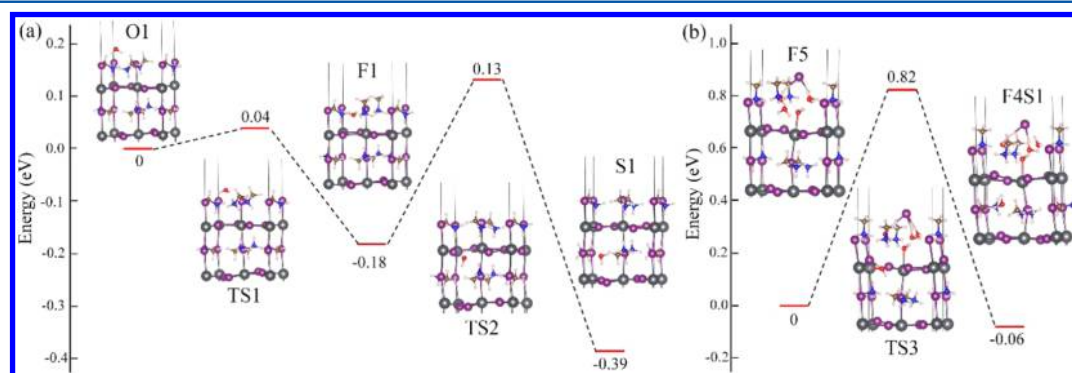 (a)
Energy (eV)
0.2
0.1
0.0
-0.1
-0.2
-0.3
-0.4
O1
0
0.04
TS1
F1
-0.18
0.13
TS2
S1
-0.39
(b)
Energy (eV)
1.0
0.8
0.6
0.4
0.2
0.0
-0.2
F5
0
0.82
TS3
F4S1
-0.06